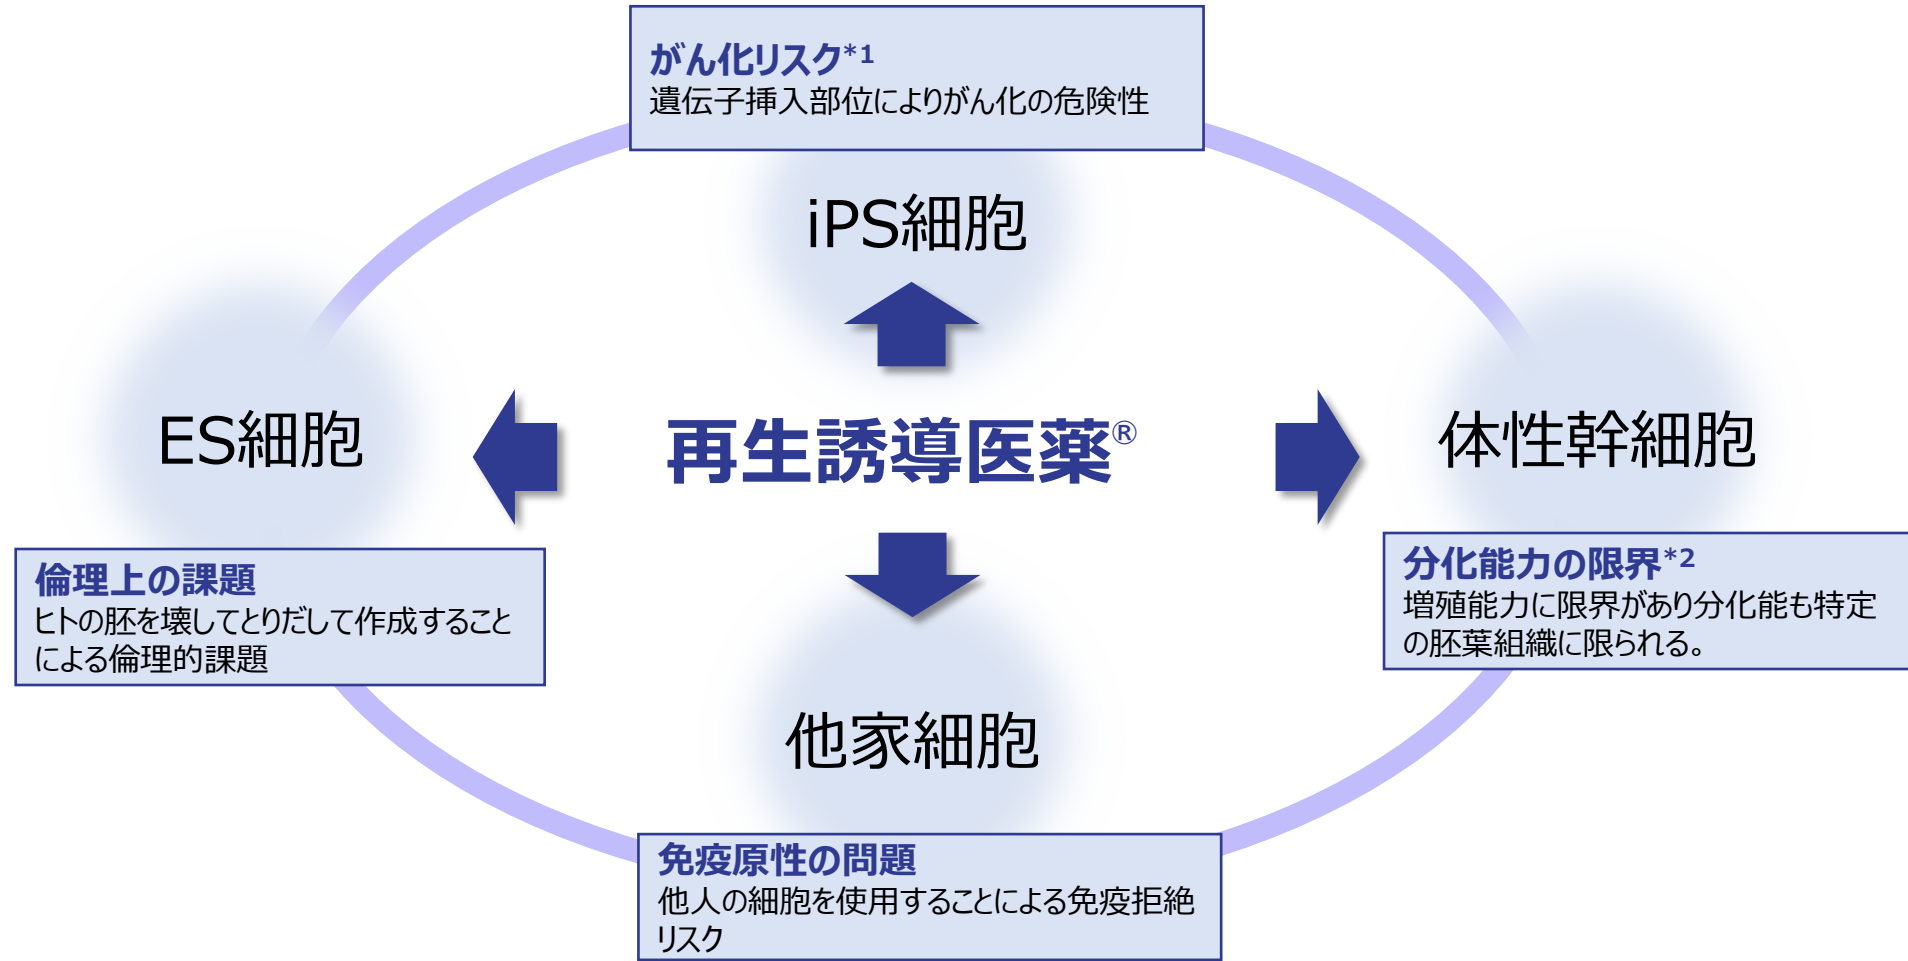 がん化リスク*1
遺伝子挿入部位によりがん化の危険性
iPS細胞
ES細胞
再生誘導医薬®
体性幹細胞
倫理上の課題
ヒトの胚を壊してとりだして作成すること
による倫理的課題
分化能力の限界*2
増殖能力に限界があり分化能も特定
の胚葉組織に限られる。
他家細胞
免疫原性の問題
他人の細胞を使用することによる免疫拒絶
リスク